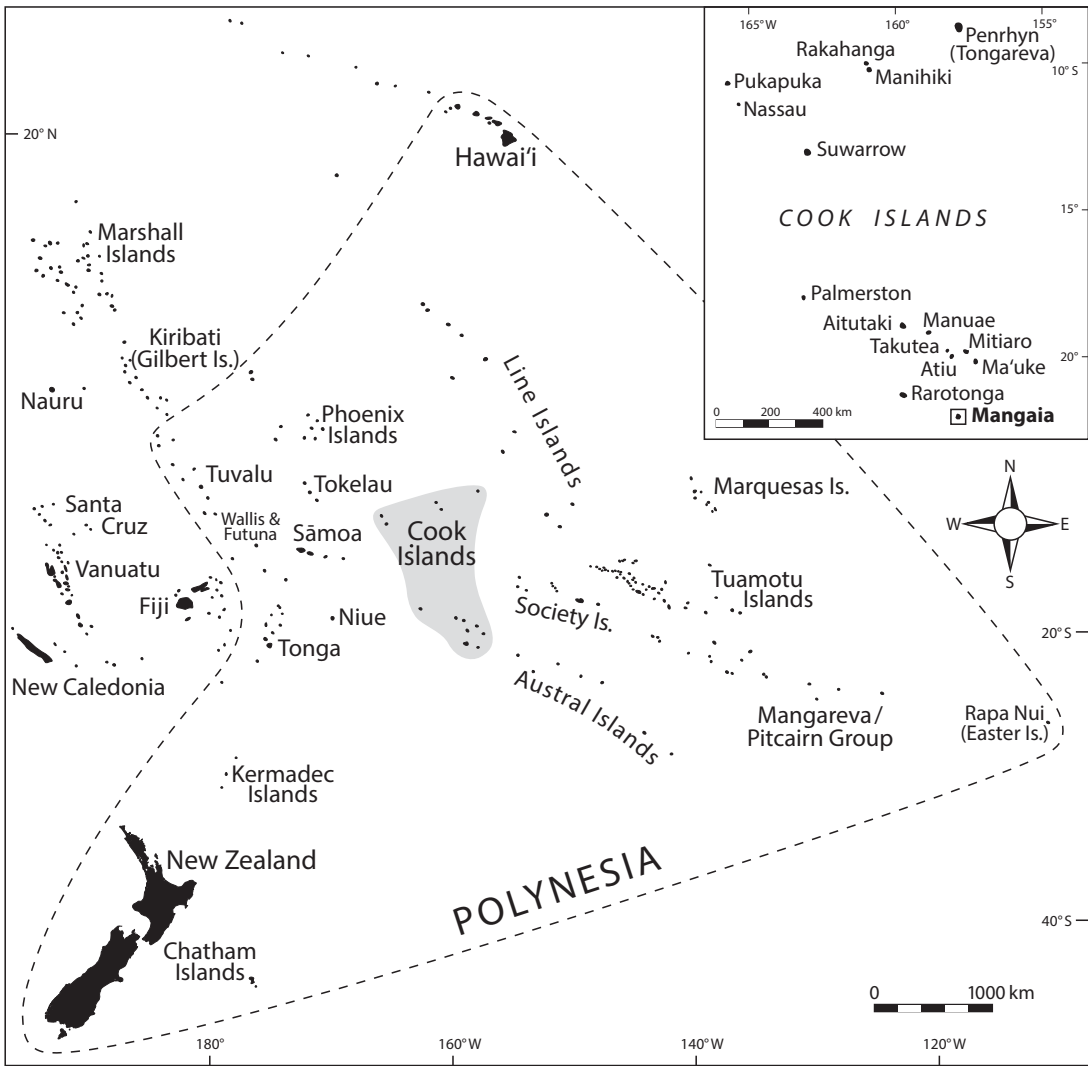 165°W
160°
155°
Penrhyn
(Tongareva)
Rakahanga
Manihiki
10° S
Pukapuka
Nassau
Suwarrow
COOK ISLANDS
15°
Palmerston
Aitutaki
Manuae
Takutea
Mitiaro
Atiu
Ma‘uke
20°
Rarotonga
Mangaia
0 200 400 km
20° N
Hawai‘i
Marshall
Islands
Kiribati
(Gilbert Is.)
Nauru
Line Islands
Phoenix
Islands
Tuvalu
Tokelau
Marquesas Is.
N
W
E
S
Santa
Cruz
Wallis &
Futuna
Sāmoa
Cook
Islands
Vanuatu
Fiji
Tuamotu
Islands
Society Is.
Niue
Tonga
20° S
New Caledonia
Austral Islands
Mangareva/
Pitcairn Group
Rapa Nui
(Easter Is.)
Kermadec
Islands
New Zealand
POLYNESIA
40° S
Chatham
Islands
0 1000 km
180°
160°W
140°W
120°W